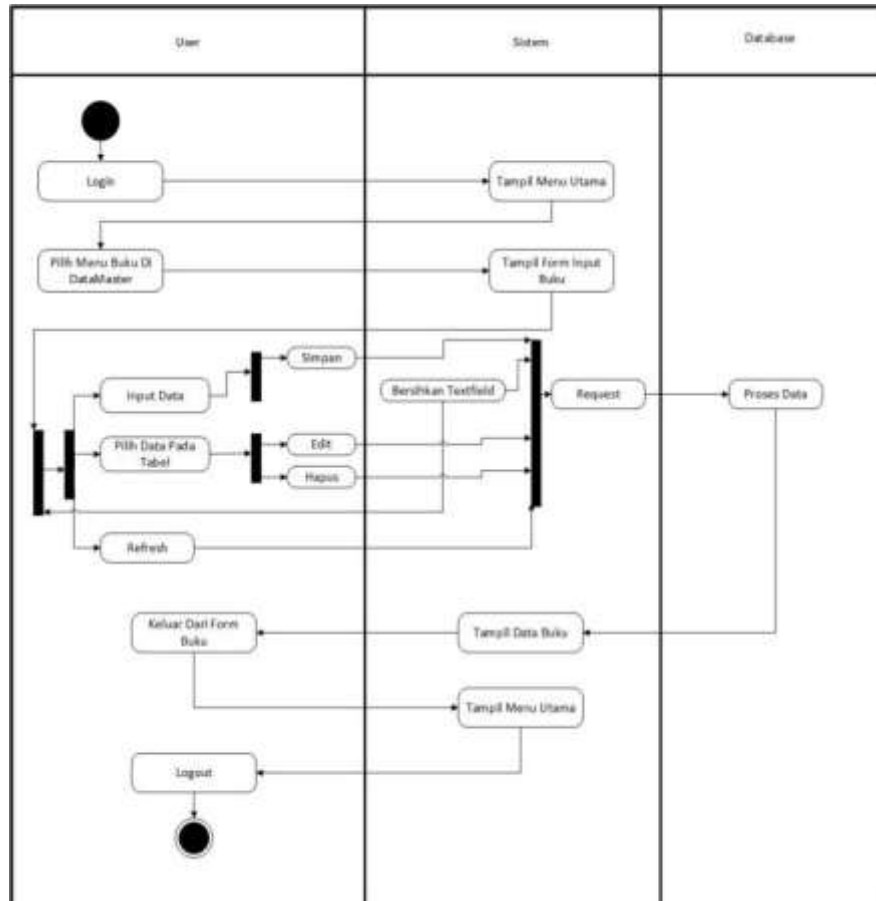 User
Sistem
Database
Login
Tampil Menu Utama
Pilih Menu Buku Di
DataMaster
Tampil Form Input
Buku
Simpan
Input Data
Bersihkan Textfield
Request
Proses Data
Pilih Data Pada
Tabel
Edit
Hapus
Refresh
Keluar Dari Form
Buku
Tampil Data Buku
Tampil Menu Utama
Logout